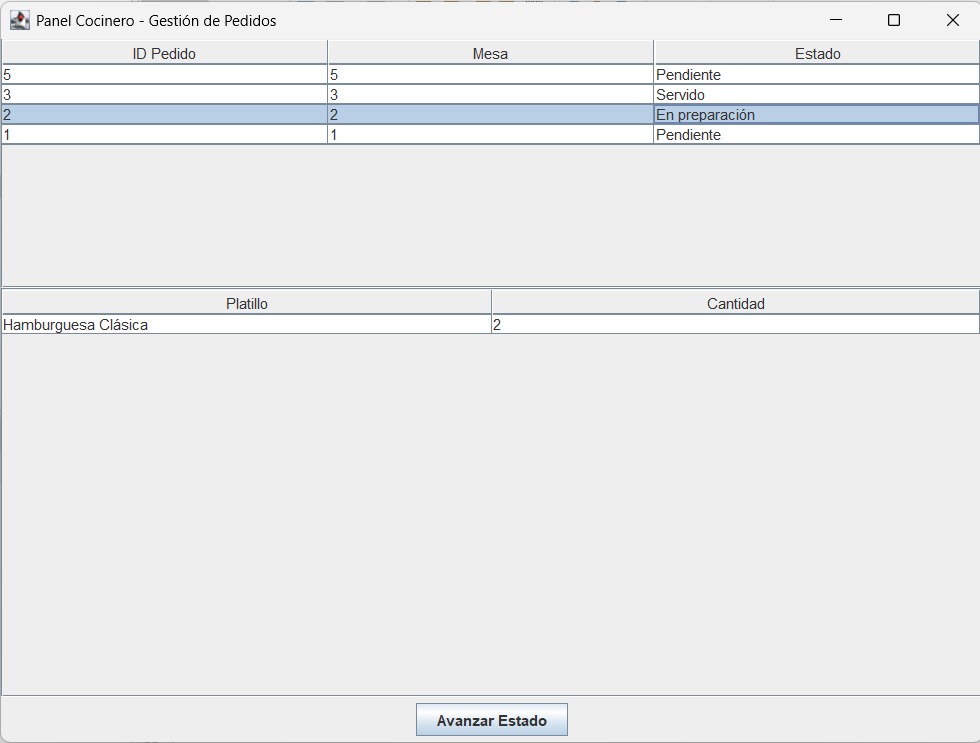 Panel Cocinero - Gestión de Pedidos
ID Pedido Mesa Estado
5 5 Pendiente
3 3 Servido
2 2 En preparación
1 1 Pendiente
Platillo Cantidad
Hamburguesa Clásica 2
Avanzar Estado